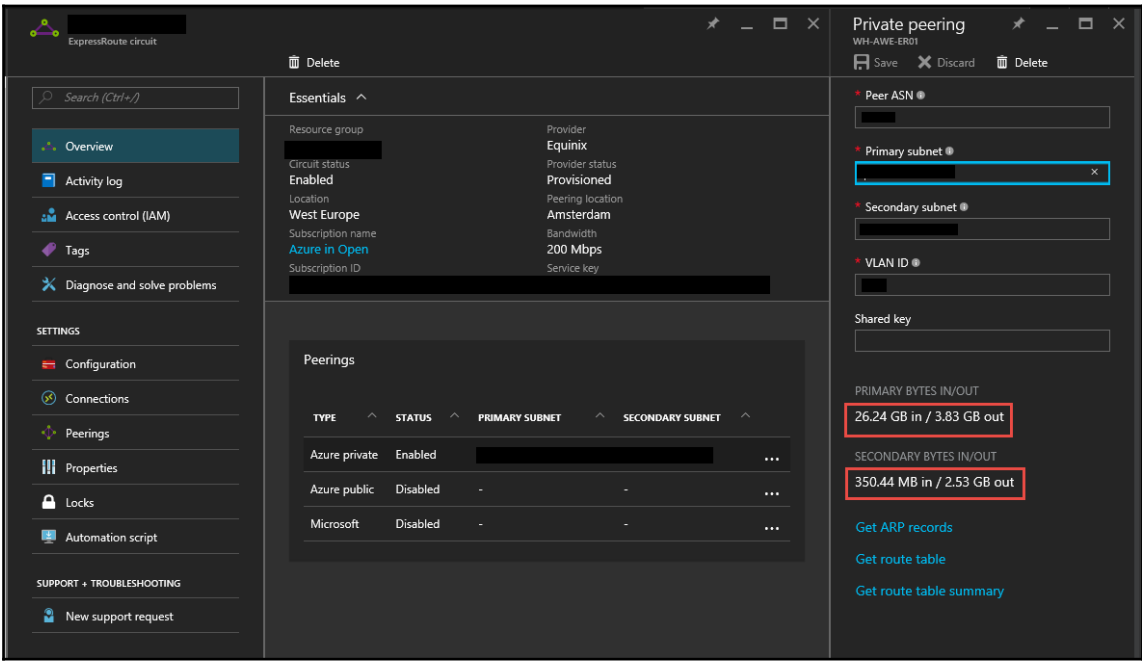 ExpressRoute circuit
Delete
Search (Ctrl+/)
Overview
Activity log
Access control (IAM)
Tags
Diagnose and solve problems
SETTINGS
Configuration
Connections
Peerings
Properties
Locks
Automation script
SUPPORT + TROUBLESHOOTING
New support request
Essentials
Resource group
Provider
Equinix
Circuit status
Enabled
Provider status
Provisioned
Location
West Europe
Peering location
Amsterdam
Subscription name
Azure in Open
Bandwidth
200 Mbps
Subscription ID
Service key
Peerings
TYPE STATUS PRIMARY SUBNET SECONDARY SUBNET
Azure private Enabled ...
Azure public Disabled - - ...
Microsoft Disabled - - ...
Private peering
WH-AWE-ER01
Save Discard Delete
* Peer ASN
* Primary subnet
* Secondary subnet
* VLAN ID
Shared key
PRIMARY BYTES IN/OUT
26.24 GB in / 3.83 GB out
SECONDARY BYTES IN/OUT
350.44 MB in / 2.53 GB out
Get ARP records
Get route table
Get route table summary